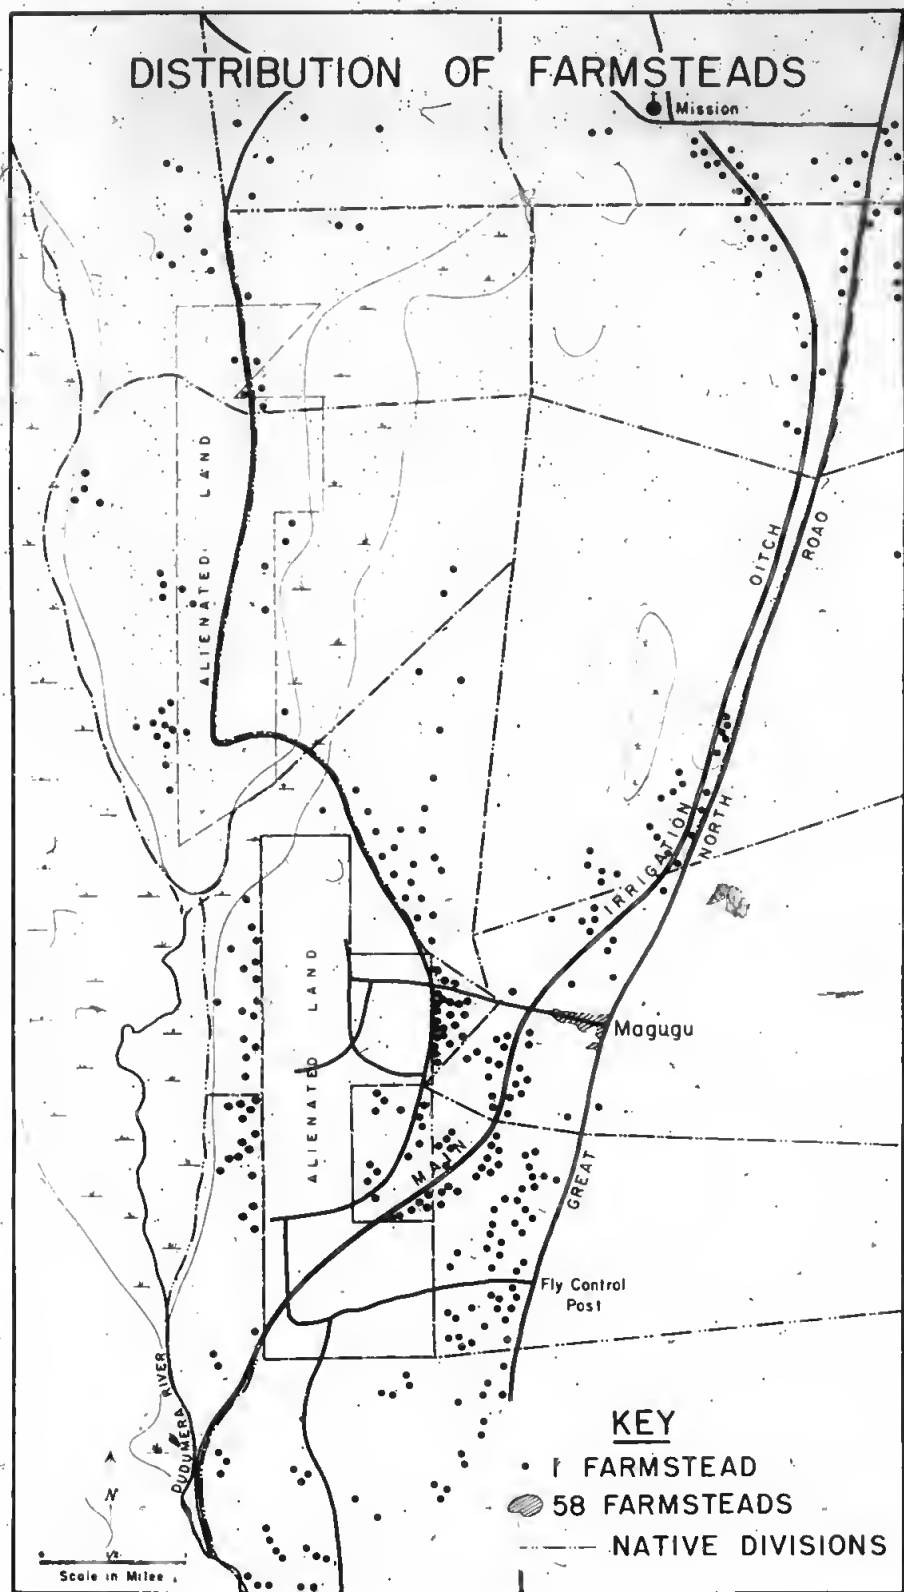 DISTRIBUTION OF FARMSTEADS
Mission
ALIENATED LAND
DITCH
ROAD
IRRIGATION
NORTH
ALIENATED LAND
Magugu
MAIN
GREAT
Fly Control
Post
DUDUMERA RIVER
N
Scale in Miles
KEY
1 FARMSTEAD
58 FARMSTEADS
NATIVE DIVISIONS